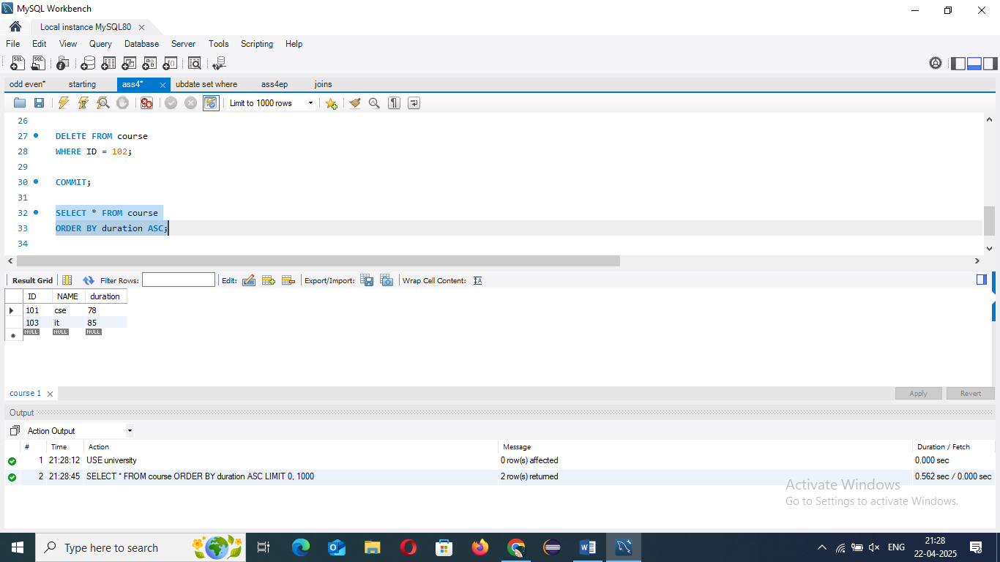 MySQL Workbench
Local instance MySQL80
File Edit View Query Database Server Tools Scripting Help
odd even* starting ass4* ubdate set where ass4ep joins
Limit to 1000 rows
26
27 DELETE FROM course
28 WHERE ID = 102;
29
30 COMMIT;
31
32 SELECT * FROM course
33 ORDER BY duration ASC;
34
Result Grid Filter Rows: Edit: Export/Import: Wrap Cell Content:
ID NAME duration
101 cse 78
103 it 85
NULL NULL NULL
course 1 Apply Revert
Output
Action Output
# Time Action Message Duration / Fetch
1 21:28:12 USE university 0 row(s) affected 0.000 sec
2 21:28:45 SELECT * FROM course ORDER BY duration ASC LIMIT 0, 1000 2 row(s) returned 0.562 sec / 0.000 sec
Activate Windows
Go to Settings to activate Windows.
Type here to search ENG 21:28
22-04-2025